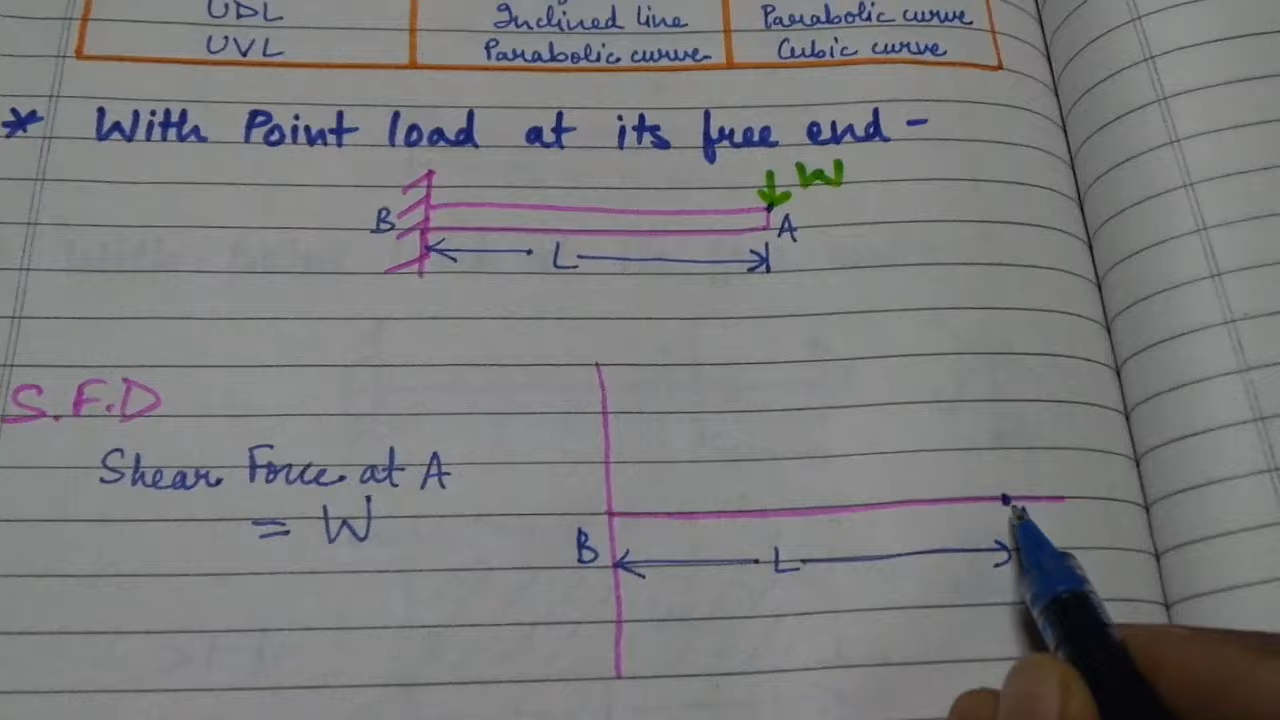 UDL Inclined line Parabolic curve
UVL Parabolic curve Cubic curve
* With Point load at its free end -
W
B A
L
S.F.D
Shear Force at A
= W
B L